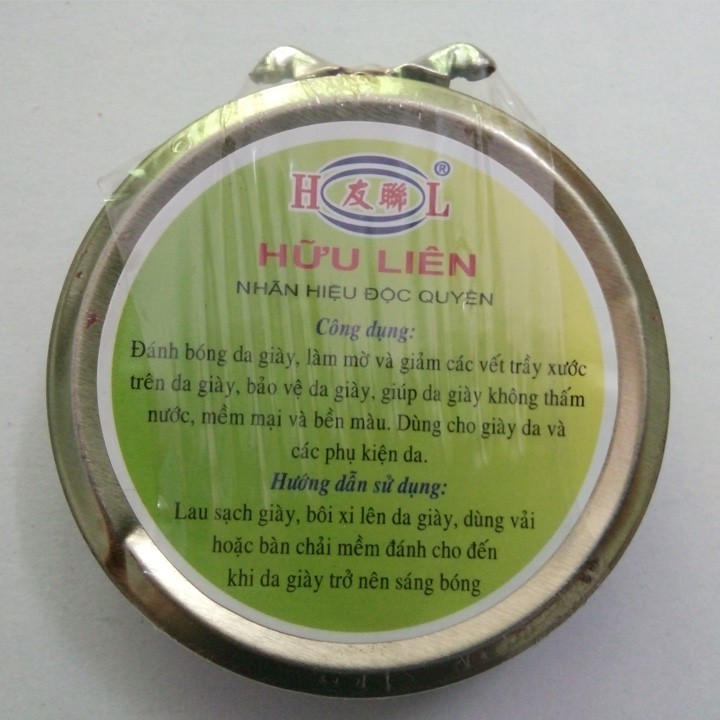 H 友聯 L ®
HỮU LIÊN
NHÃN HIỆU ĐỘC QUYỀN
Công dụng:
Đánh bóng da giày, làm mờ và giảm các vết trầy xước
trên da giày, bảo vệ da giày, giúp da giày không thấm
nước, mềm mại và bền màu. Dùng cho giày da và
các phụ kiện da.
Hướng dẫn sử dụng:
Lau sạch giày, bôi xi lên da giày, dùng vải
hoặc bàn chải mềm đánh cho đến
khi da giày trở nên sáng bóng